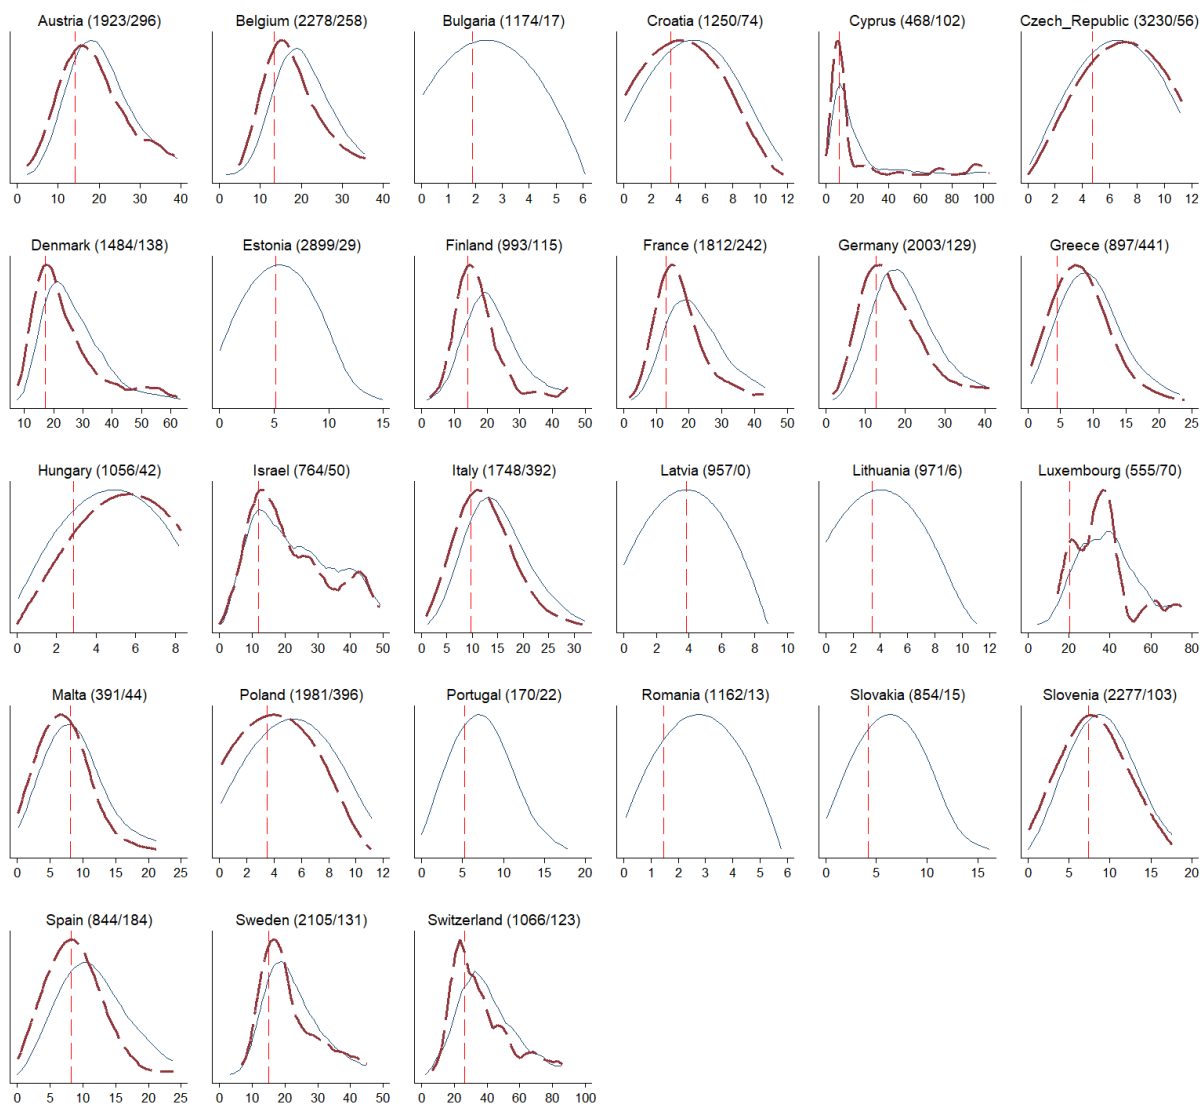 Austria (1923/296) Belgium (2278/258) Bulgaria (1174/17) Croatia (1250/74) Cyprus (468/102) Czech_Republic (3230/56)
0 10 20 30 40 0 10 20 30 40 0 1 2 3 4 5 6 0 2 4 6 8 10 12 0 20 40 60 80 100 0 2 4 6 8 10 12
Denmark (1484/138) Estonia (2899/29) Finland (993/115) France (1812/242) Germany (2003/129) Greece (897/441)
10 20 30 40 50 60 0 5 10 15 0 10 20 30 40 50 0 10 20 30 40 50 0 10 20 30 40 0 5 10 15 20 25
Hungary (1056/42) Israel (764/50) Italy (1748/392) Latvia (957/0) Lithuania (971/6) Luxembourg (555/70)
0 2 4 6 8 0 10 20 30 40 50 0 5 10 15 20 25 30 0 2 4 6 8 10 0 2 4 6 8 10 12 0 20 40 60 80
Malta (391/44) Poland (1981/396) Portugal (170/22) Romania (1162/13) Slovakia (854/15) Slovenia (2277/103)
0 5 10 15 20 25 0 2 4 6 8 10 12 0 5 10 15 20 0 1 2 3 4 5 6 0 5 10 15 0 5 10 15 20
Spain (844/184) Sweden (2105/131) Switzerland (1066/123)
0 5 10 15 20 25 0 10 20 30 40 50 0 20 40 60 80 100